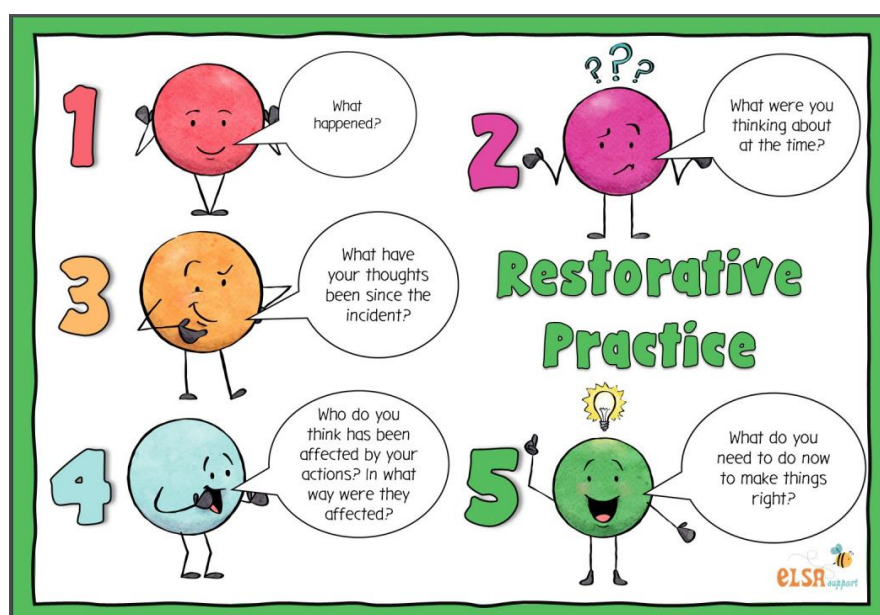 1
What
happened?
2
???
What were you
thinking about
at the time?
3
What have
your thoughts
been since the
incident?
Restorative
Practice
4
Who do you
think has been
affected by your
actions? In what
way were they
affected?
5
What do you
need to do now
to make things
right?
eLSA support